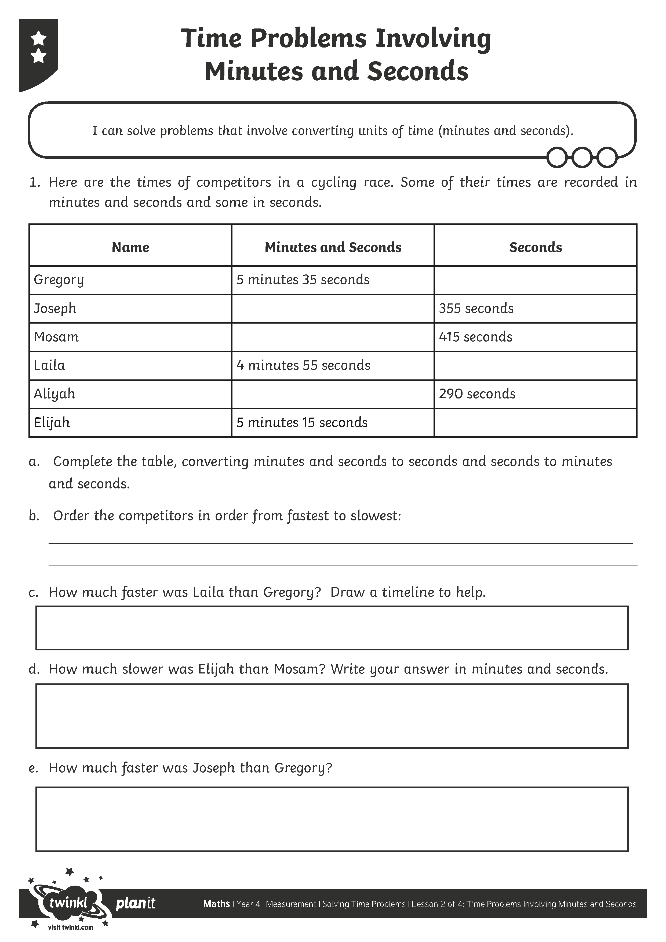 Time Problems Involving
Minutes and Seconds
I can solve problems that involve converting units of time (minutes and seconds).
1. Here are the times of competitors in a cycling race. Some of their times are recorded in
minutes and seconds and some in seconds.
Name Minutes and Seconds Seconds
Gregory 5 minutes 35 seconds
Joseph 355 seconds
Mosam 415 seconds
Laila 4 minutes 55 seconds
Aliyah 290 seconds
Elijah 5 minutes 15 seconds
a. Complete the table, converting minutes and seconds to seconds and seconds to minutes
and seconds.
b. Order the competitors in order from fastest to slowest:
c. How much faster was Laila than Gregory? Draw a timeline to help.
d. How much slower was Elijah than Mosam? Write your answer in minutes and seconds.
e. How much faster was Joseph than Gregory?
twinkl planit
visit twinkl.com
Maths | Year 4 | Measurement | Solving Time Problems | Lesson 2 of 4: Time Problems Involving Minutes and Seconds